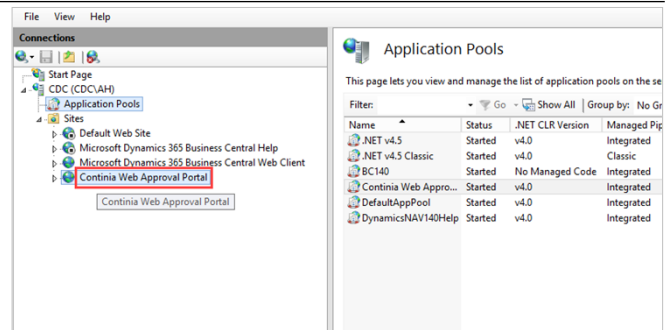 File View Help
Connections
Start Page
CDC (CDC\AH)
Application Pools
Sites
Default Web Site
Microsoft Dynamics 365 Business Central Help
Microsoft Dynamics 365 Business Central Web Client
Continia Web Approval Portal
Continia Web Approval Portal
Application Pools
This page lets you view and manage the list of application pools on the se
Filter: Go Show All Group by: No Gr
Name Status .NET CLR Version Managed Pip
.NET v4.5 Started v4.0 Integrated
.NET v4.5 Classic Started v4.0 Classic
BC140 Started No Managed Code Integrated
Continia Web Appro... Started v4.0 Integrated
DefaultAppPool Started v4.0 Integrated
DynamicsNAV140Help Started v4.0 Integrated